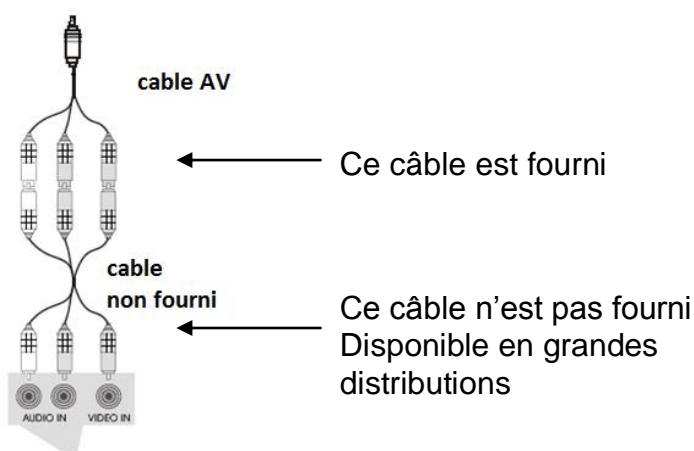 cable AV
Ce câble est fourni
cable
non fourni
Ce câble n’est pas fourni
Disponible en grandes
distributions
AUDIO IN
VIDEO IN